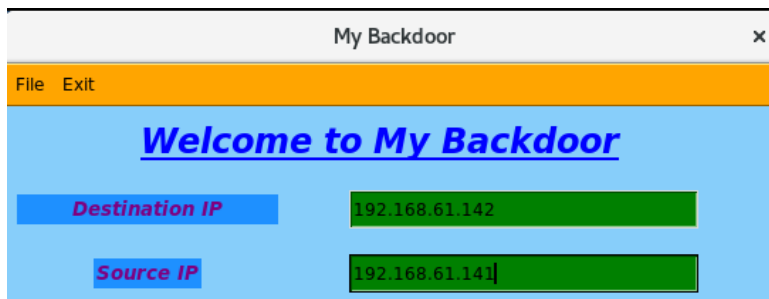 My Backdoor ×
File Exit
Welcome to My Backdoor
Destination IP 192.168.61.142
Source IP 192.168.61.141